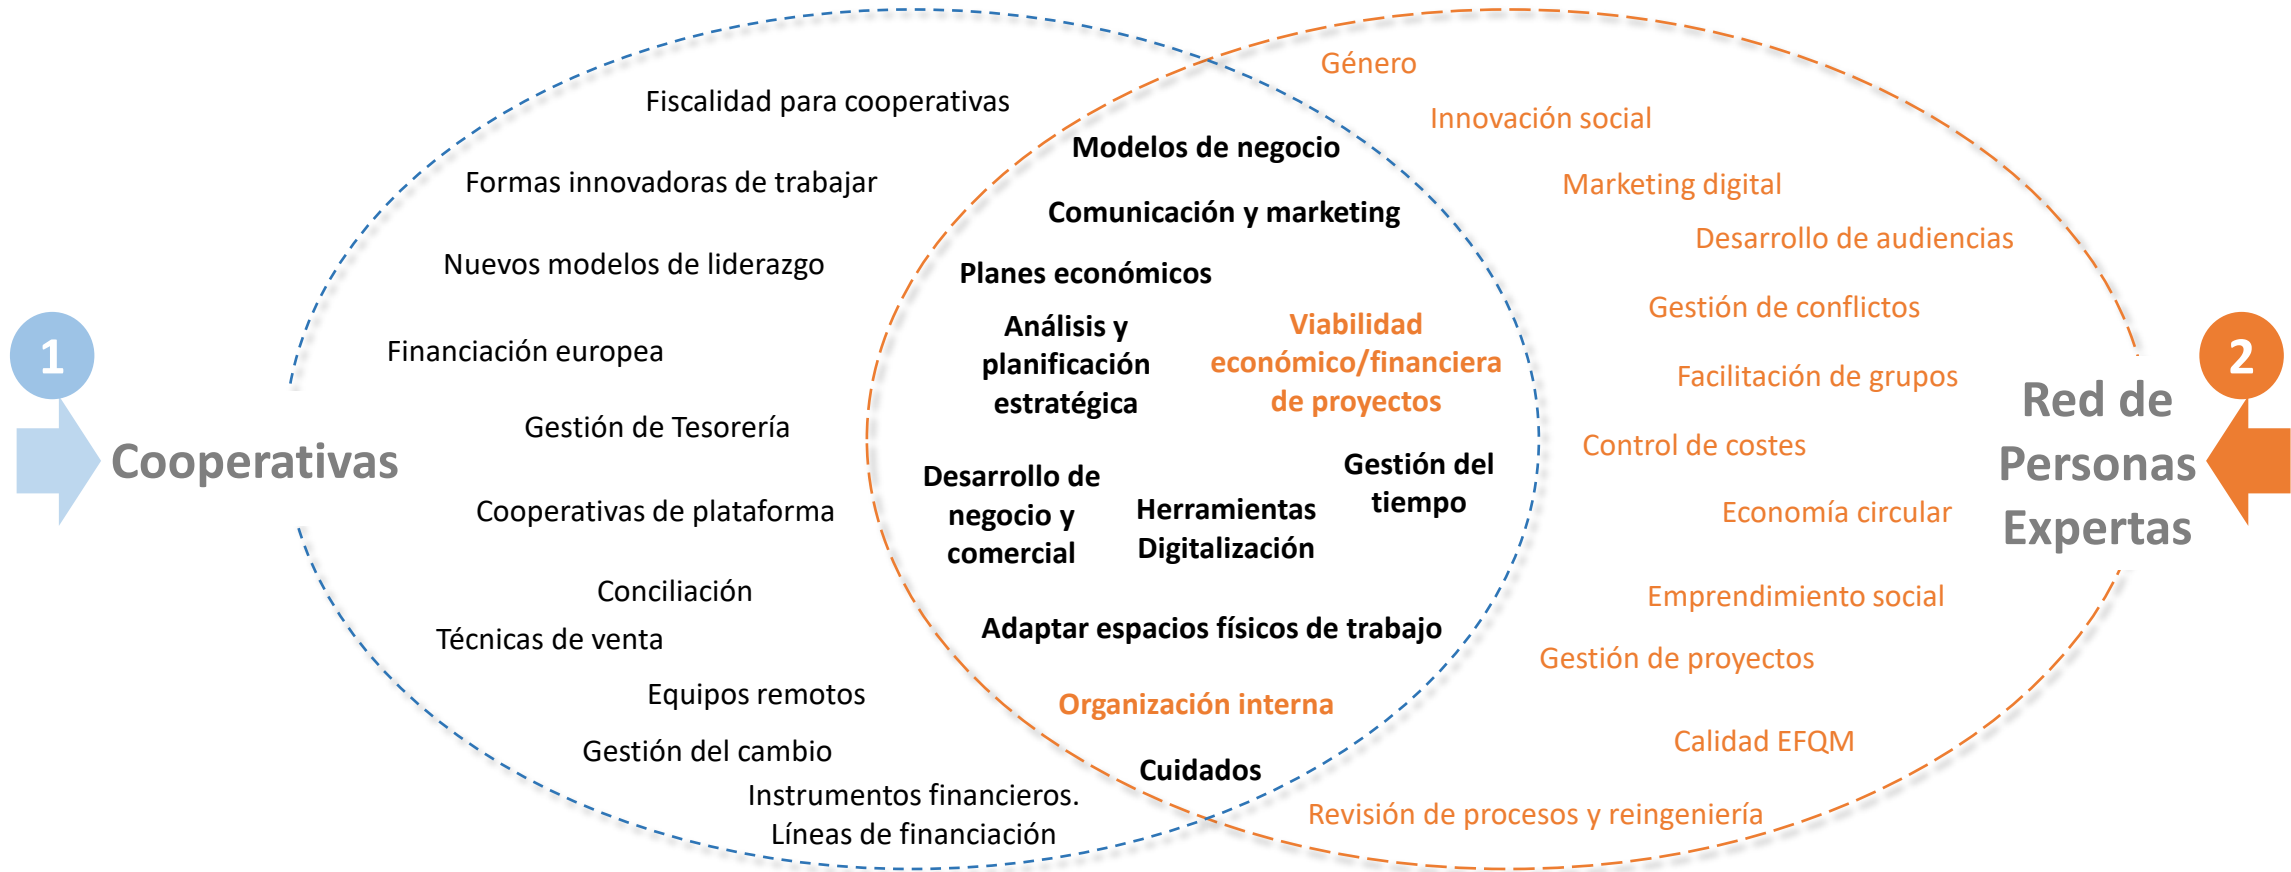 1
Cooperativas
Fiscalidad para cooperativas
Formas innovadoras de trabajar
Nuevos modelos de liderazgo
Financiación europea
Gestión de Tesorería
Cooperativas de plataforma
Conciliación
Técnicas de venta
Equipos remotos
Gestión del cambio
Instrumentos financieros.
Líneas de financiación
Modelos de negocio
Comunicación y marketing
Planes económicos
Análisis y
planificación
estratégica
Viabilidad
económico/financiera
de proyectos
Desarrollo de
negocio y
comercial
Herramientas
Digitalización
Gestión del
tiempo
Adaptar espacios físicos de trabajo
Organización interna
Cuidados
Género
Innovación social
Marketing digital
Desarrollo de audiencias
Gestión de conflictos
Facilitación de grupos
Control de costes
Economía circular
Emprendimiento social
Gestión de proyectos
Calidad EFQM
Revisión de procesos y reingeniería
2
Red de
Personas
Expertas